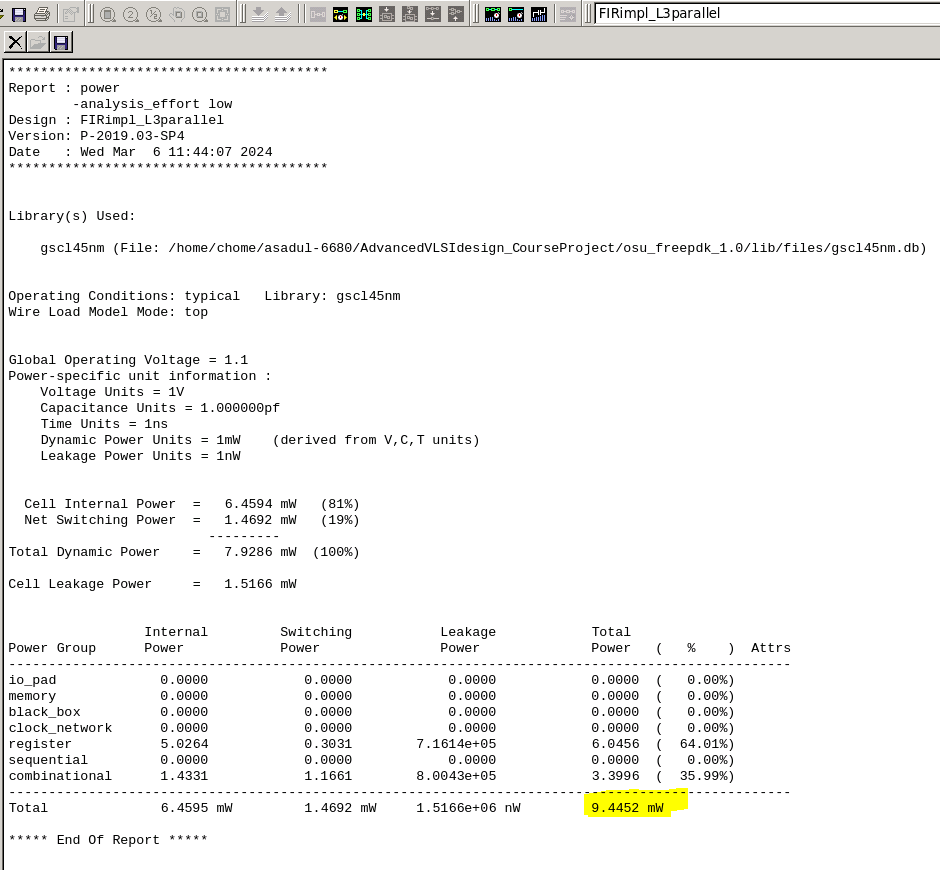 FIRimpl_L3parallel
****************************************
Report : power
        -analysis_effort low
Design : FIRimpl_L3parallel
Version: P-2019.03-SP4
Date   : Wed Mar  6 11:44:07 2024
****************************************
Library(s) Used:
    gscl45nm (File: /home/chome/asadul-6680/AdvancedVLSIdesign_CourseProject/osu_freepdk_1.0/lib/files/gscl45nm.db)
Operating Conditions: typical   Library: gscl45nm
Wire Load Model Mode: top
Global Operating Voltage = 1.1
Power-specific unit information :
    Voltage Units = 1V
    Capacitance Units = 1.000000pf
    Time Units = 1ns
    Dynamic Power Units = 1mW    (derived from V,C,T units)
    Leakage Power Units = 1nW
  Cell Internal Power  =   6.4594 mW   (81%)
  Net Switching Power  =   1.4692 mW   (19%)
                         ---------
Total Dynamic Power    =   7.9286 mW  (100%)
Cell Leakage Power     =   1.5166 mW
                 Internal         Switching           Leakage            Total
Power Group      Power            Power               Power              Power   (   %    )  Attrs
--------------------------------------------------------------------------------------------------
io_pad             0.0000            0.0000            0.0000            0.0000  (   0.00%)
memory             0.0000            0.0000            0.0000            0.0000  (   0.00%)
black_box          0.0000            0.0000            0.0000            0.0000  (   0.00%)
clock_network      0.0000            0.0000            0.0000            0.0000  (   0.00%)
register           5.0264            0.3031        7.1614e+05            6.0456  (  64.01%)
sequential         0.0000            0.0000            0.0000            0.0000  (   0.00%)
combinational      1.4331            1.1661        8.0043e+05            3.3996  (  35.99%)
--------------------------------------------------------------------------------------------------
Total              6.4595 mW         1.4692 mW     1.5166e+06 nW         9.4452 mW
***** End Of Report *****